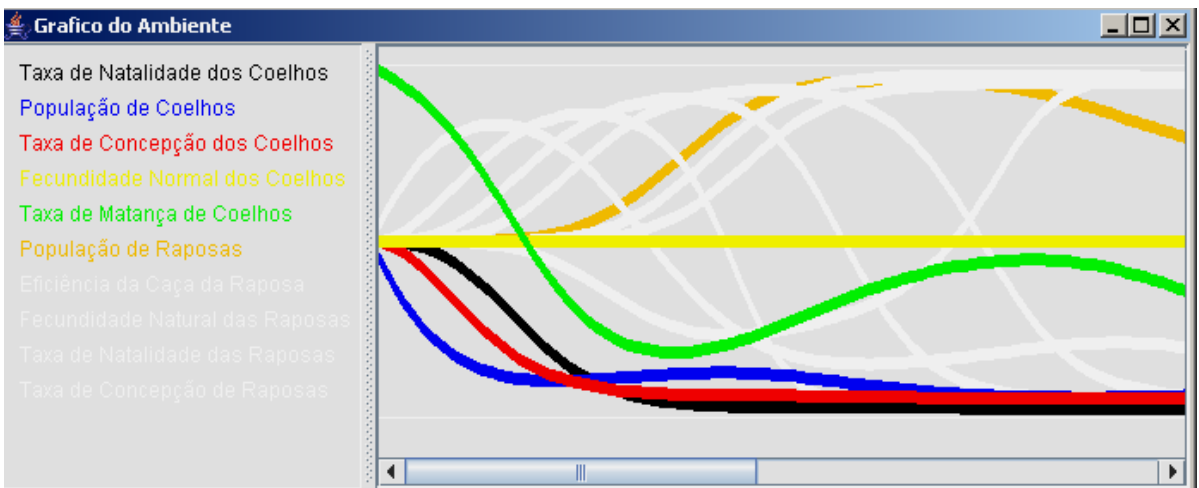 Grafico do Ambiente
Taxa de Natalidade dos Coelhos
População de Coelhos
Taxa de Concepção dos Coelhos
Fecundidade Normal dos Coelhos
Taxa de Matança de Coelhos
População de Raposas
Eficiência da Caça da Raposa
Fecundidade Natural das Raposas
Taxa de Natalidade das Raposas
Taxa de Concepção de Raposas